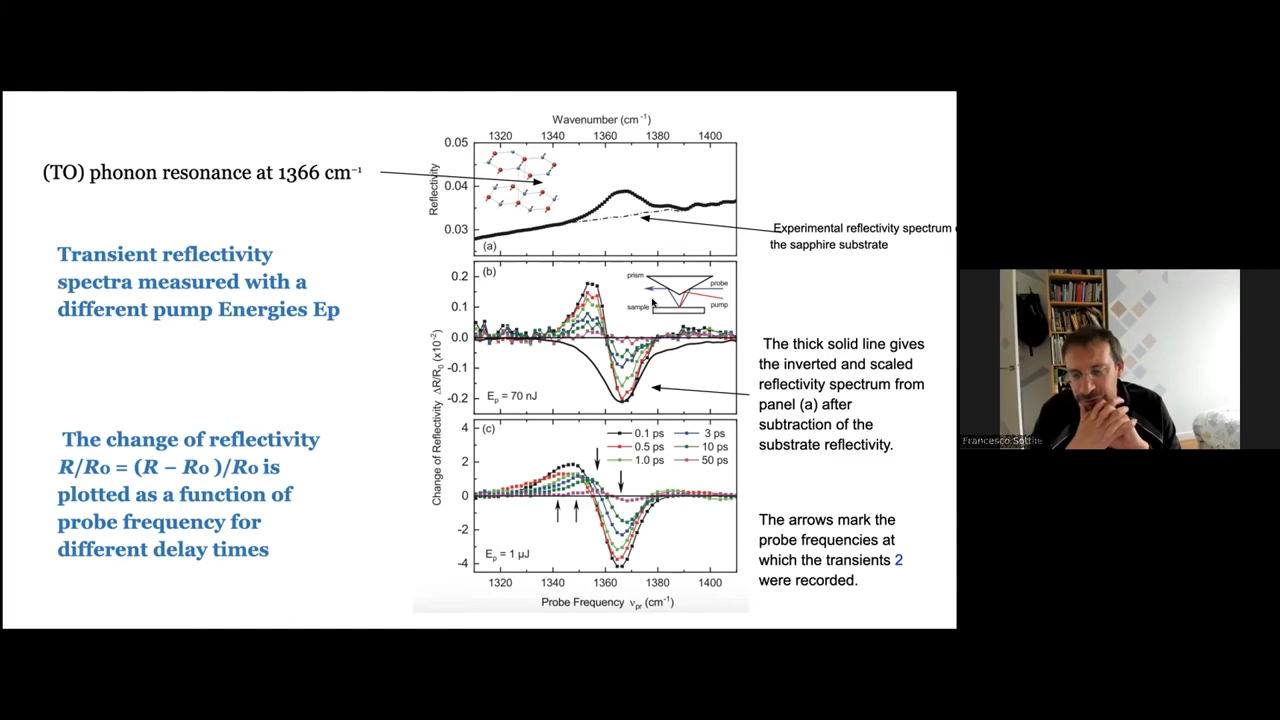 (TO) phonon resonance at 1366 cm⁻¹
Transient reflectivity
spectra measured with a
different pump Energies Ep
The change of reflectivity
R/R0 = (R − R0 )/R0 is
plotted as a function of
probe frequency for
different delay times
Wavenumber (cm⁻¹)
1320 1340 1360 1380 1400
0.05
0.04
0.03
Reflectivity
(a)
(b)
0.2
0.1
0.0
-0.1
-0.2
prism
probe
sample
pump
Eₚ = 70 nJ
Change of Reflectivity ΔR/R₀ (x10⁻²)
(c)
4
2
0
-2
-4
0.1 ps 3 ps
0.5 ps 10 ps
1.0 ps 50 ps
Eₚ = 1 µJ
1320 1340 1360 1380 1400
Probe Frequency νₚᵣ (cm⁻¹)
Experimental reflectivity spectrum
the sapphire substrate
The thick solid line gives
the inverted and scaled
reflectivity spectrum from
panel (a) after
subtraction of the
substrate reflectivity.
The arrows mark the
probe frequencies at
which the transients 2
were recorded.
Francesco Sottile